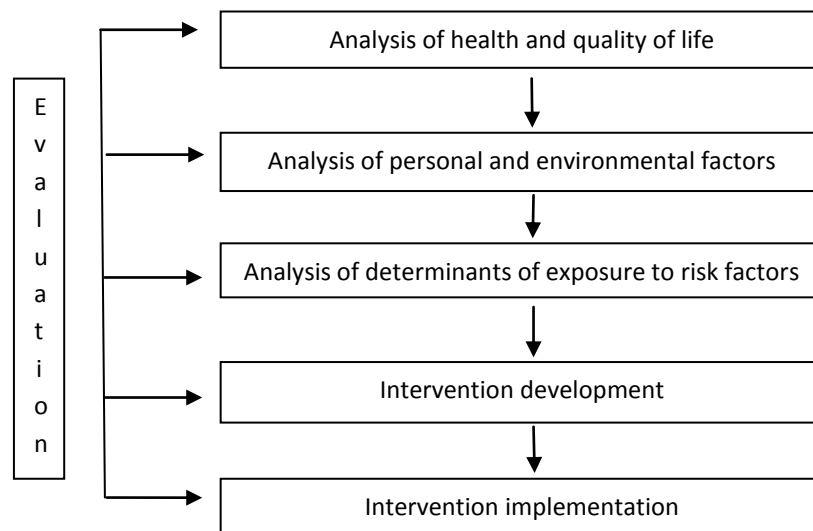 Analysis of health and quality of life
E
v
a
l
u
a
t
i
o
n
Analysis of personal and environmental factors
Analysis of determinants of exposure to risk factors
Intervention development
Intervention implementation